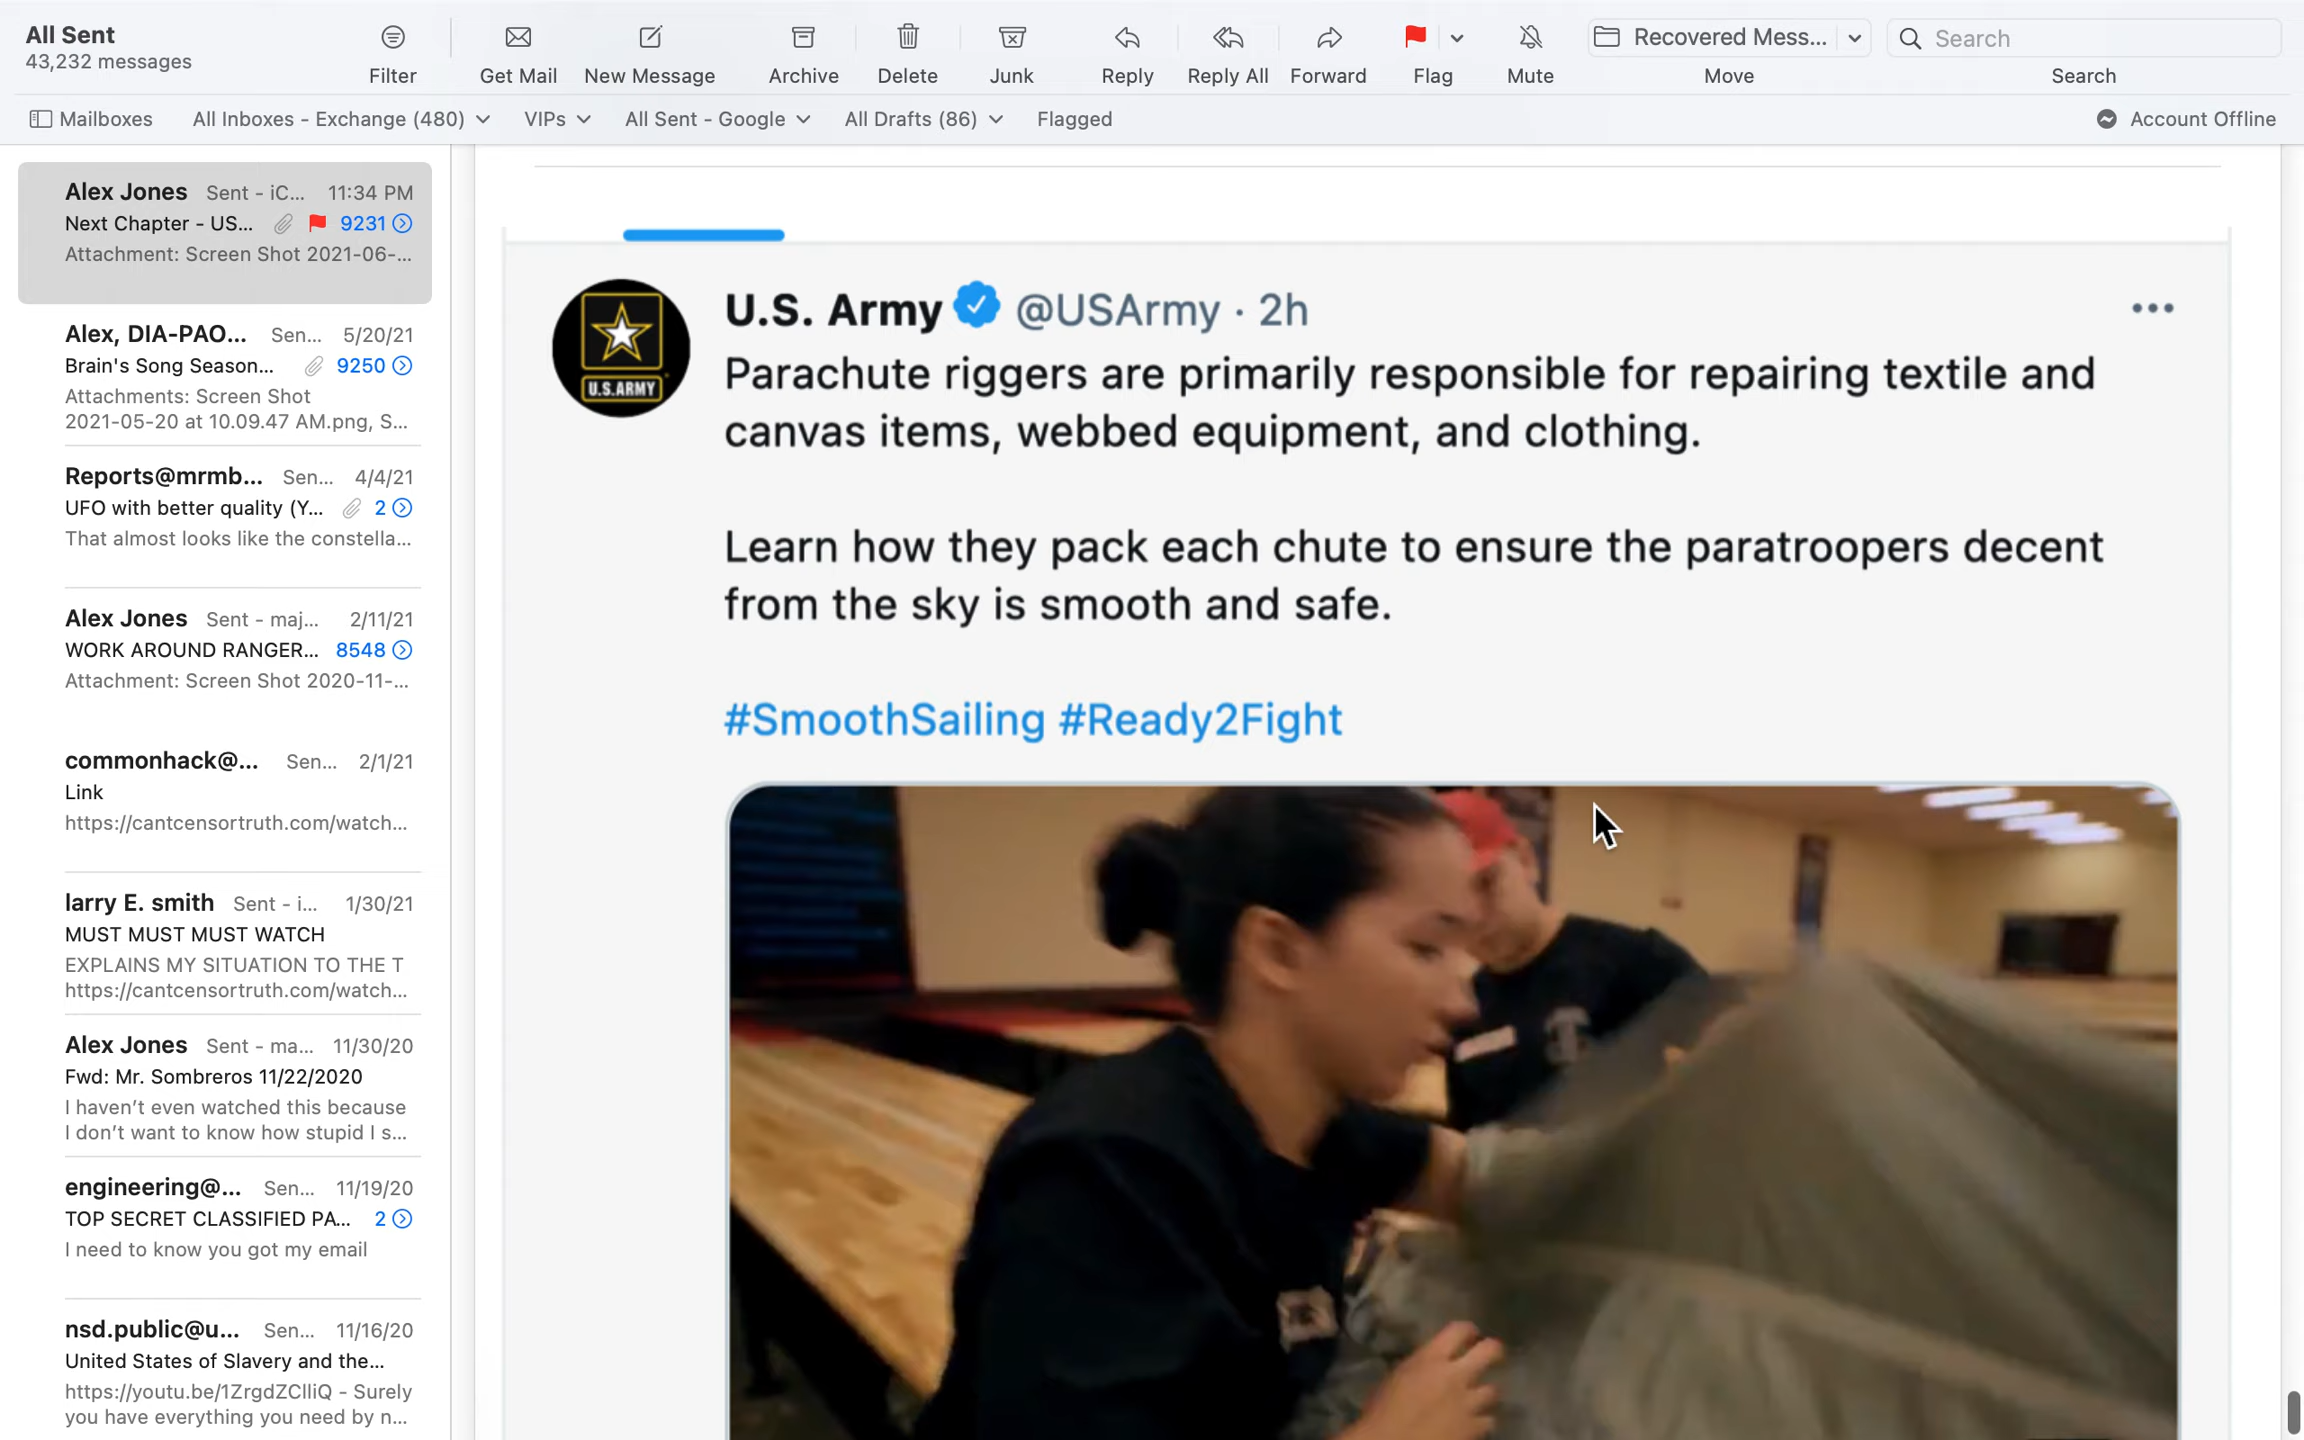 All Sent
43,232 messages
Filter
Get Mail
New Message
Archive
Delete
Junk
Reply
Reply All
Forward
Flag
Mute
Recovered Mess...
Move
Search
Search
Mailboxes
All Inboxes - Exchange (480)
VIPs
All Sent - Google
All Drafts (86)
Flagged
Account Offline
Alex Jones Sent - iC... 11:34 PM
Next Chapter - US... 9231
Attachment: Screen Shot 2021-06-...
Alex, DIA-PAO... Sen... 5/20/21
Brain's Song Season... 9250
Attachments: Screen Shot
2021-05-20 at 10.09.47 AM.png, S...
Reports@mrmb... Sen... 4/4/21
UFO with better quality (Y... 2
That almost looks like the constella...
Alex Jones Sent - maj... 2/11/21
WORK AROUND RANGER... 8548
Attachment: Screen Shot 2020-11-...
commonhack@... Sen... 2/1/21
Link
https://cantcensortruth.com/watch...
larry E. smith Sent - i... 1/30/21
MUST MUST MUST WATCH
EXPLAINS MY SITUATION TO THE T
https://cantcensortruth.com/watch...
Alex Jones Sent - ma... 11/30/20
Fwd: Mr. Sombreros 11/22/2020
I haven't even watched this because
I don't want to know how stupid I s...
engineering@... Sen... 11/19/20
TOP SECRET CLASSIFIED PA... 2
I need to know you got my email
nsd.public@u... Sen... 11/16/20
United States of Slavery and the...
https://youtu.be/1ZrgdZClliQ - Surely
you have everything you need by n...
U.S.ARMY
U.S. Army @USArmy · 2h
Parachute riggers are primarily responsible for repairing textile and
canvas items, webbed equipment, and clothing.
Learn how they pack each chute to ensure the paratroopers decent
from the sky is smooth and safe.
#SmoothSailing #Ready2Fight